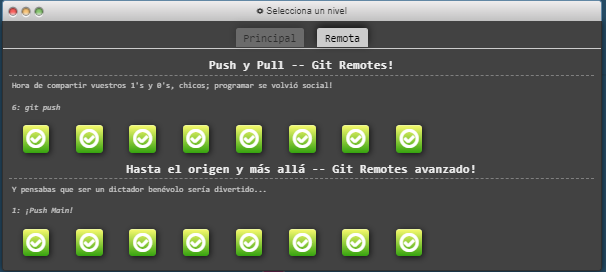 Selecciona un nivel
Principal Remota
Push y Pull -- Git Remotes!
Hora de compartir vuestros 1's y 0's, chicos; programar se volvió social!
6: git push
Hasta el origen y más allá -- Git Remotes avanzado!
Y pensabas que ser un dictador benévolo sería divertido...
1: ¡Push Main!